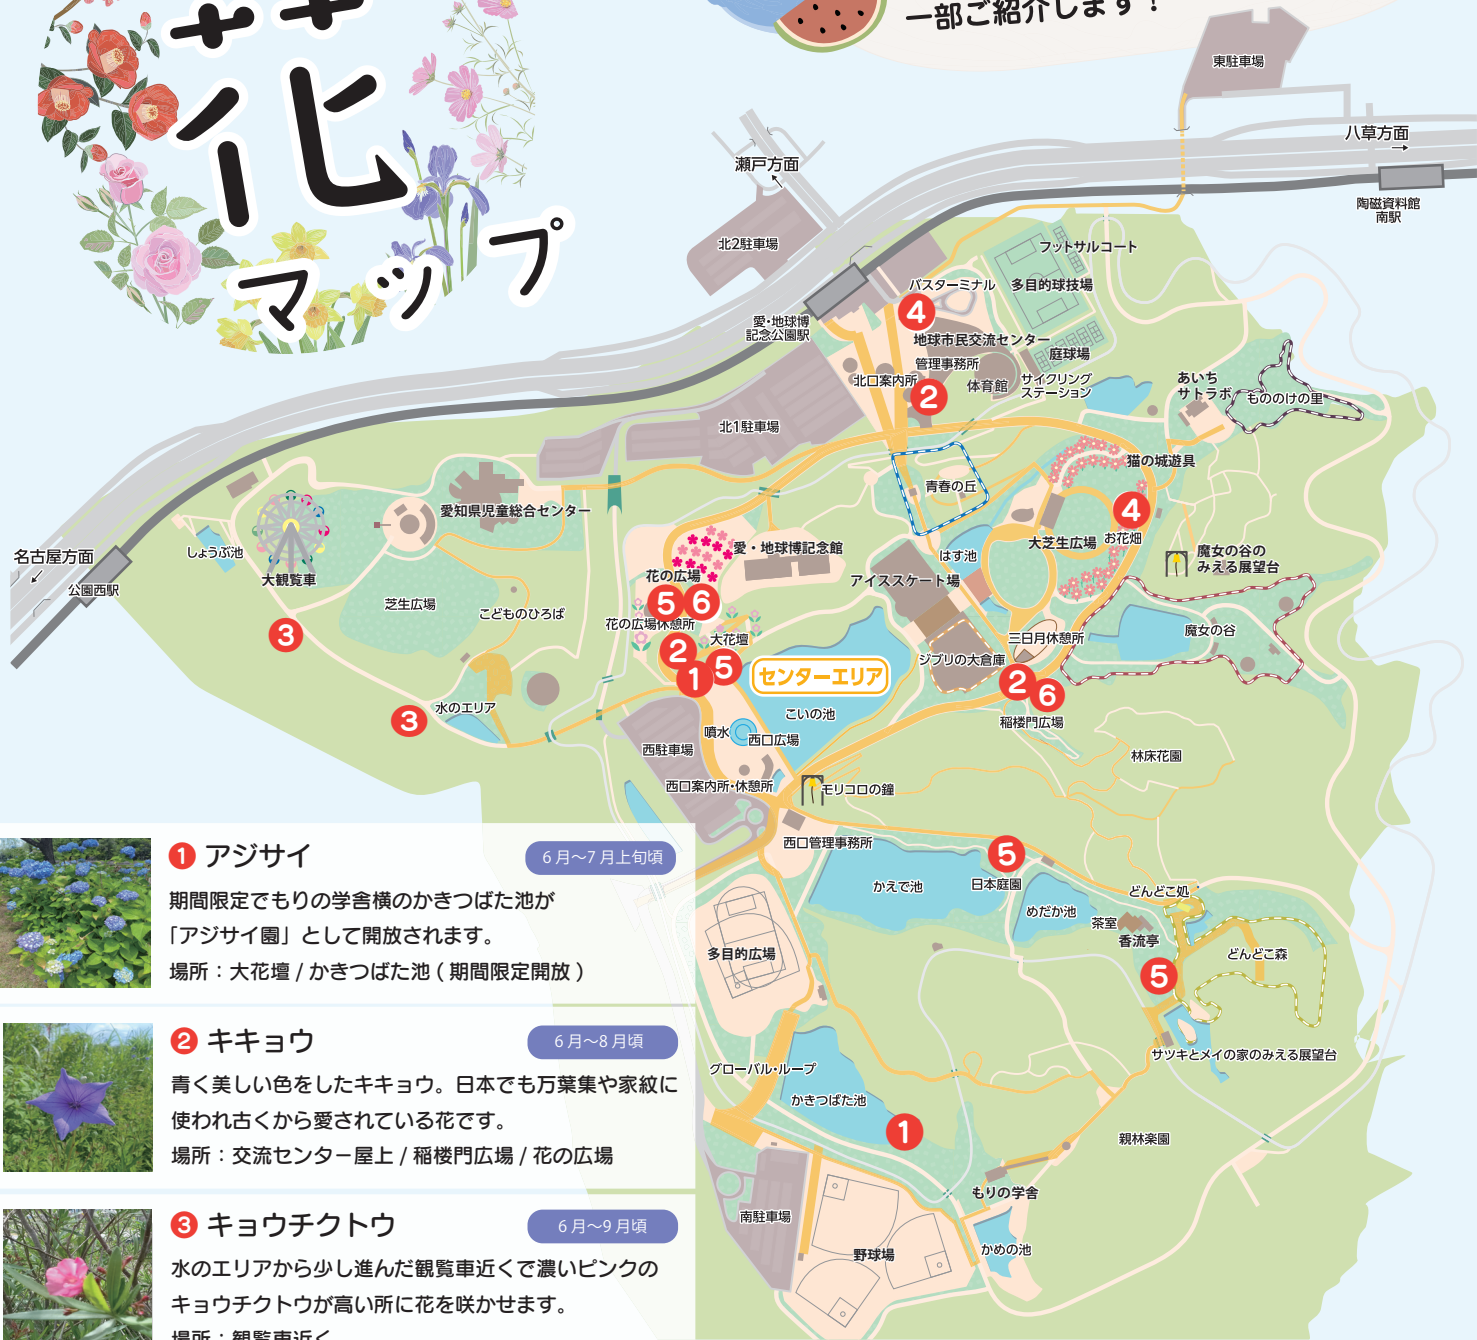 花
マップ
一部ご紹介します！
東駐車場
八草方面
瀬戸方面
陶磁資料館
南駅
北2駐車場
フットサルコート
バスターミナル
多目的球技場
4
愛・地球博
記念公園駅
地球市民交流センター
庭球場
管理事務所
北口案内所
体育館
サイクリング
ステーション
2
あいち
サトラボ
もののけの里
北1駐車場
猫の城遊具
青春の丘
愛知県児童総合センター
4
お花畑
大芝生広場
名古屋方面
公園西駅
しょうぶ池
大観覧車
愛・地球博記念館
はす池
魔女の谷の
みえる展望台
花の広場
アイススケート場
芝生広場
こどものひろば
5
6
花の広場休憩所
大花壇
3
2
5
1
センターエリア
三日月休憩所
魔女の谷
ジブリの大倉庫
2
6
稲楼門広場
水のエリア
3
こいの池
噴水
西口広場
西駐車場
林床花園
西口案内所・休憩所
モリコロの鐘
西口管理事務所
5
日本庭園
かえで池
めだか池
どんどこ処
茶室
香流亭
どんどこ森
多目的広場
5
サツキとメイの家のみえる展望台
グローバル・ループ
かきつばた池
1
親林楽園
もりの学舎
南駐車場
野球場
かめの池
1 アジサイ
6月～7月上旬頃
期間限定でもりの学舎横のかきつばた池が
「アジサイ園」として開放されます。
場所：大花壇 / かきつばた池 ( 期間限定開放 )
2 キキョウ
6月～8月頃
青く美しい色をしたキキョウ。日本でも万葉集や家紋に
使われ古くから愛されている花です。
場所：交流センター屋上 / 稲楼門広場 / 花の広場
3 キョウチクトウ
6月～9月頃
水のエリアから少し進んだ観覧車近くで濃いピンクの
キョウチクトウが高い所に花を咲かせます。
場所：観覧車近く